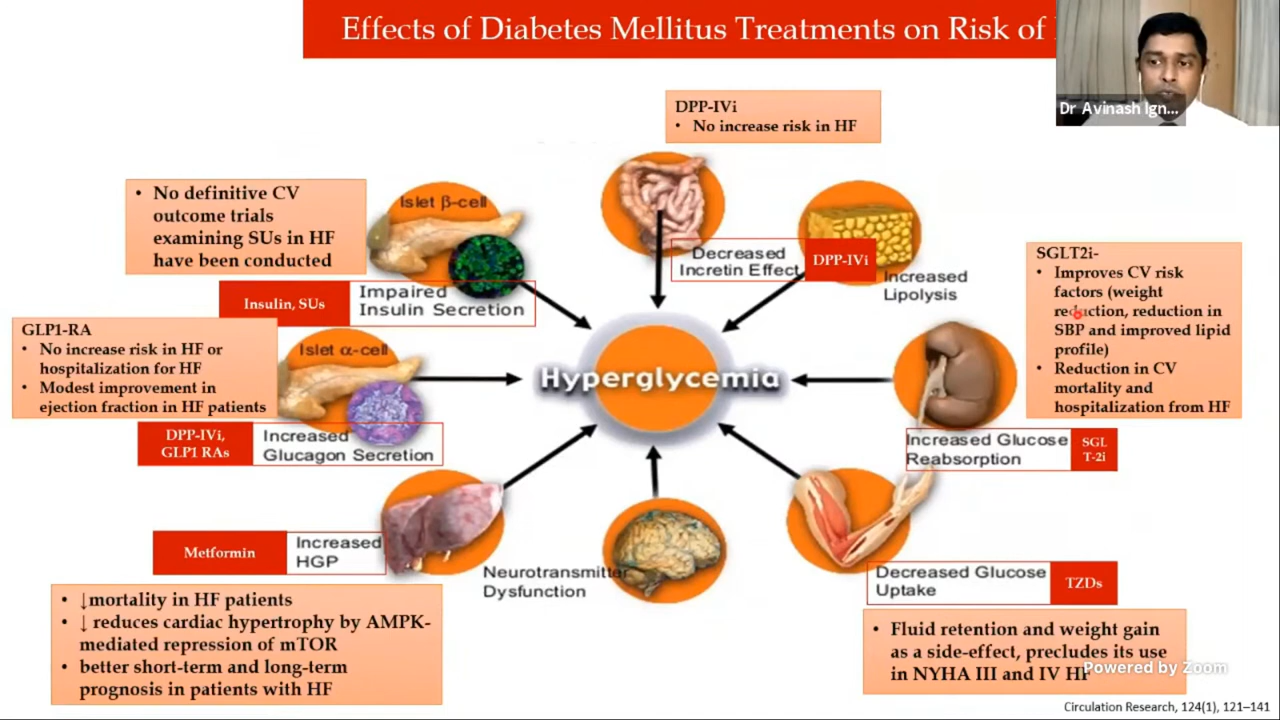 Effects of Diabetes Mellitus Treatments on Risk of
Dr Avinash Ign...
DPP-IVi
• No increase risk in HF
• No definitive CV
outcome trials
examining SUs in HF
have been conducted
Islet β-cell
Insulin, SUs
Impaired
Insulin Secretion
Decreased
Incretin Effect
DPP-IVi
Increased
Lipolysis
SGLT2i-
• Improves CV risk
factors (weight
reduction, reduction in
SBP and improved lipid
profile)
• Reduction in CV
mortality and
hospitalization from HF
GLP1-RA
• No increase risk in HF or
hospitalization for HF
• Modest improvement in
ejection fraction in HF patients
Islet α-cell
DPP-IVi,
GLP1 RAs
Increased
Glucagon Secretion
Hyperglycemia
Increased Glucose
Reabsorption
SGL
T-2i
Metformin
Increased
HGP
Neurotransmitter
Dysfunction
Decreased Glucose
Uptake
TZDs
• ↓mortality in HF patients
• ↓ reduces cardiac hypertrophy by AMPK-
mediated repression of mTOR
• better short-term and long-term
prognosis in patients with HF
• Fluid retention and weight gain
as a side-effect, precludes its use
in NYHA III and IV HF
Powered by Zoom
Circulation Research, 124(1), 121–141